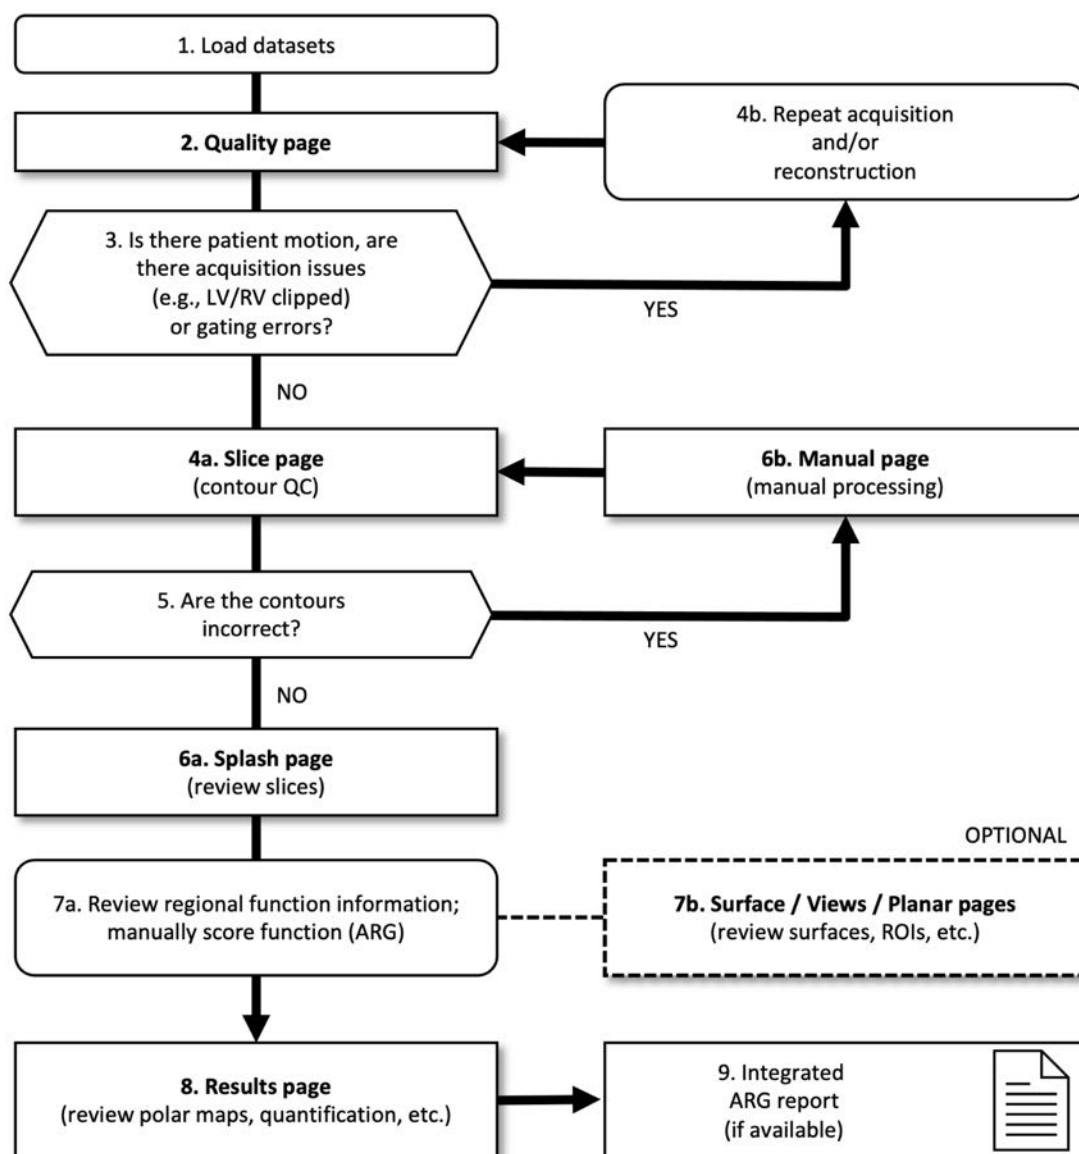 1. Load datasets
2. Quality page
4b. Repeat acquisition
and/or
reconstruction
3. Is there patient motion, are
there acquisition issues
(e.g., LV/RV clipped)
or gating errors?
YES
NO
4a. Slice page
(contour QC)
6b. Manual page
(manual processing)
5. Are the contours
incorrect?
YES
NO
6a. Splash page
(review slices)
OPTIONAL
7a. Review regional function information;
manually score function (ARG)
7b. Surface / Views / Planar pages
(review surfaces, ROIs, etc.)
8. Results page
(review polar maps, quantification, etc.)
9. Integrated
ARG report
(if available)